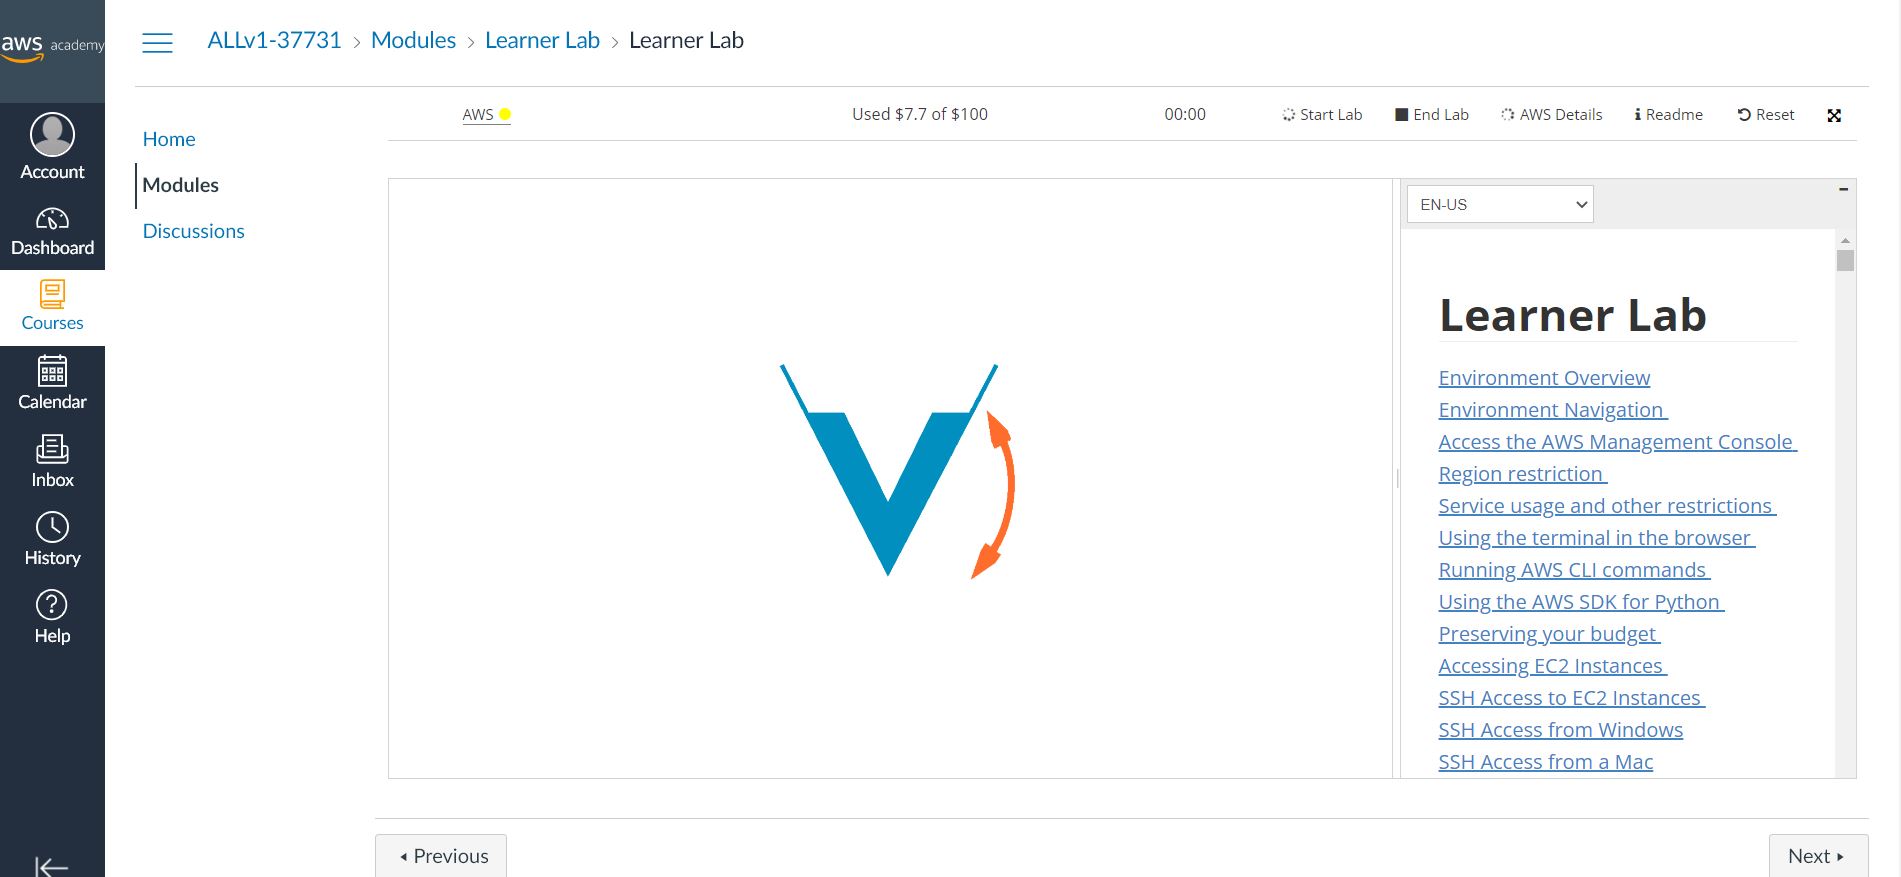 aws academy
ALLv1-37731 > Modules > Learner Lab > Learner Lab
Account
Dashboard
Courses
Calendar
Inbox
History
Help
Home
Modules
Discussions
AWS
Used $7.7 of $100
00:00
Start Lab
End Lab
AWS Details
Readme
Reset
EN-US
Learner Lab
Environment Overview
Environment Navigation
Access the AWS Management Console
Region restriction
Service usage and other restrictions
Using the terminal in the browser
Running AWS CLI commands
Using the AWS SDK for Python
Preserving your budget
Accessing EC2 Instances
SSH Access to EC2 Instances
SSH Access from Windows
SSH Access from a Mac
Previous
Next